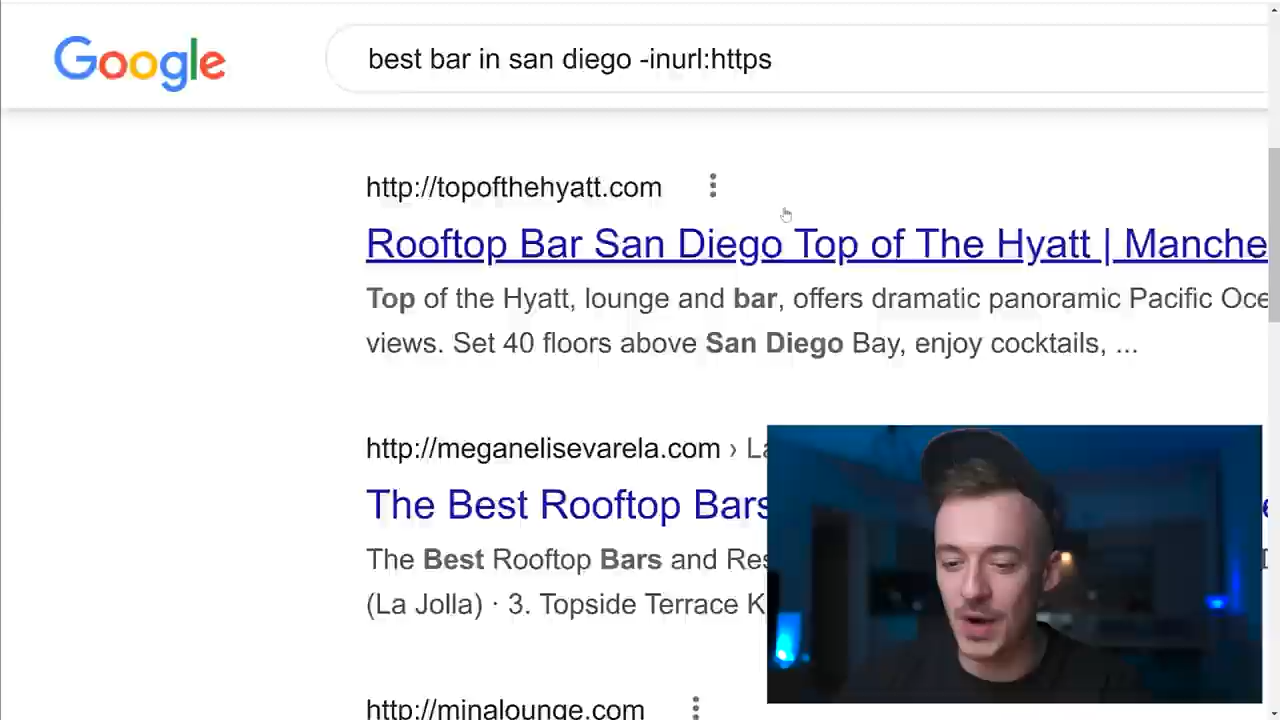 Google
best bar in san diego -inurl:https
http://topofthehyatt.com
Rooftop Bar San Diego Top of The Hyatt | Manche
Top of the Hyatt, lounge and bar, offers dramatic panoramic Pacific Oce
views. Set 40 floors above San Diego Bay, enjoy cocktails, ...
http://meganelisevarela.com › La
The Best Rooftop Bars
The Best Rooftop Bars and Res
(La Jolla) · 3. Topside Terrace K
http://minalounge.com